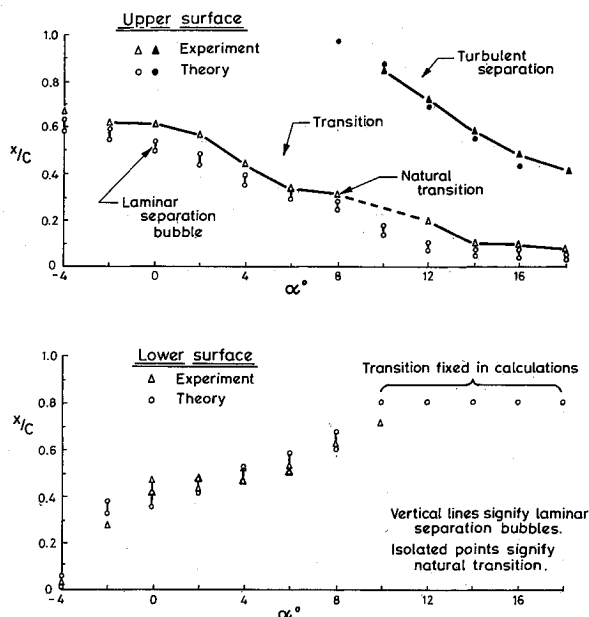 Upper surface
△ ▲ Experiment
○ ● Theory
Turbulent separation
Transition
Natural transition
Laminar separation bubble
x/C
1.0
0.8
0.6
0.4
0.2
0
-4 0 4 8 12 16
α°
Lower surface
△ Experiment
○ Theory
Transition fixed in calculations
x/C
1.0
0.8
0.6
0.4
0.2
0
-4 0 4 8 12 16
α°
Vertical lines signify laminar
separation bubbles.
Isolated points signify
natural transition.